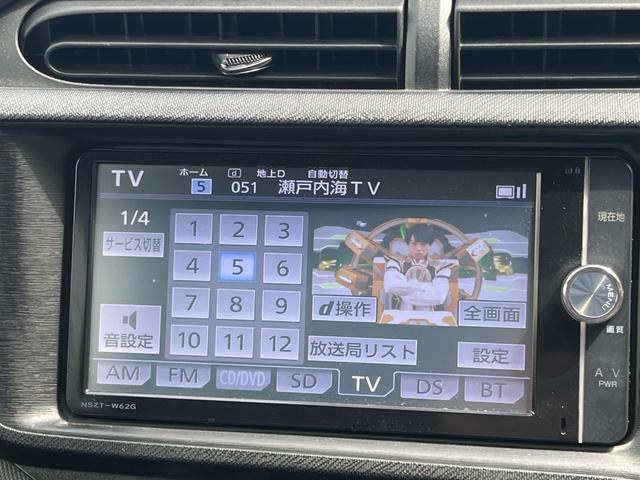 TV ホーム d 地上D 自動切替
5 051 瀬戸内海TV
現在地
1/4
サービス切替
1 2 3
4 5 6
7 8 9
10 11 12
音設定
d操作
全画面
放送局リスト
設定
MENU
画質
AM FM CD/DVD SD TV DS BT
NSZT-W62G
AV
PWR